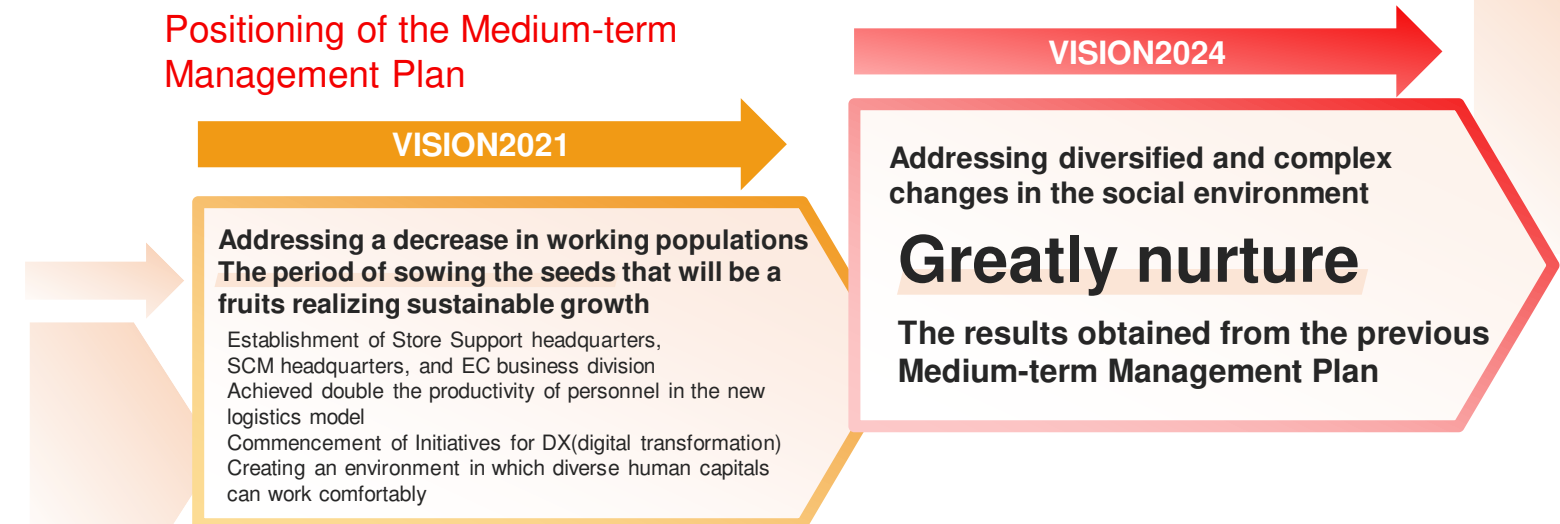 Positioning of the Medium-term
Management Plan
VISION2021
Addressing a decrease in working populations
The period of sowing the seeds that will be a
fruits realizing sustainable growth
Establishment of Store Support headquarters,
SCM headquarters, and EC business division
Achieved double the productivity of personnel in the new
logistics model
Commencement of Initiatives for DX(digital transformation)
Creating an environment in which diverse human capitals
can work comfortably
VISION2024
Addressing diversified and complex
changes in the social environment
Greatly nurture
The results obtained from the previous
Medium-term Management Plan